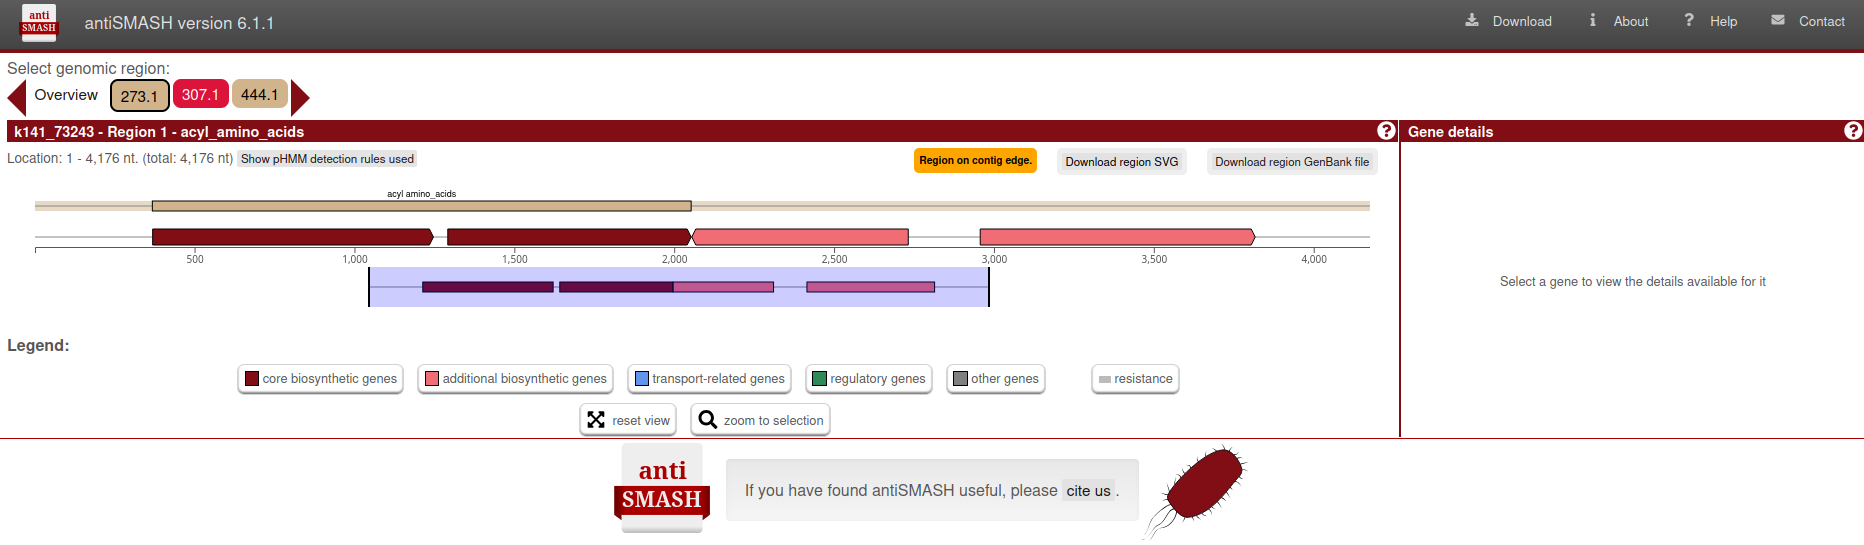 anti
SMASH
antiSMASH version 6.1.1
Download
About
Help
Contact
Select genomic region:
Overview 273.1 307.1 444.1
k141_73243 - Region 1 - acyl_amino_acids ?
Gene details ?
Location: 1 - 4,176 nt. (total: 4,176 nt) Show pHMM detection rules used
Region on contig edge.
Download region SVG
Download region GenBank file
acyl amino_acids
500 1,000 1,500 2,000 2,500 3,000 3,500 4,000
Select a gene to view the details available for it
Legend:
core biosynthetic genes
additional biosynthetic genes
transport-related genes
regulatory genes
other genes
resistance
reset view
zoom to selection
anti
SMASH
If you have found antiSMASH useful, please cite us .